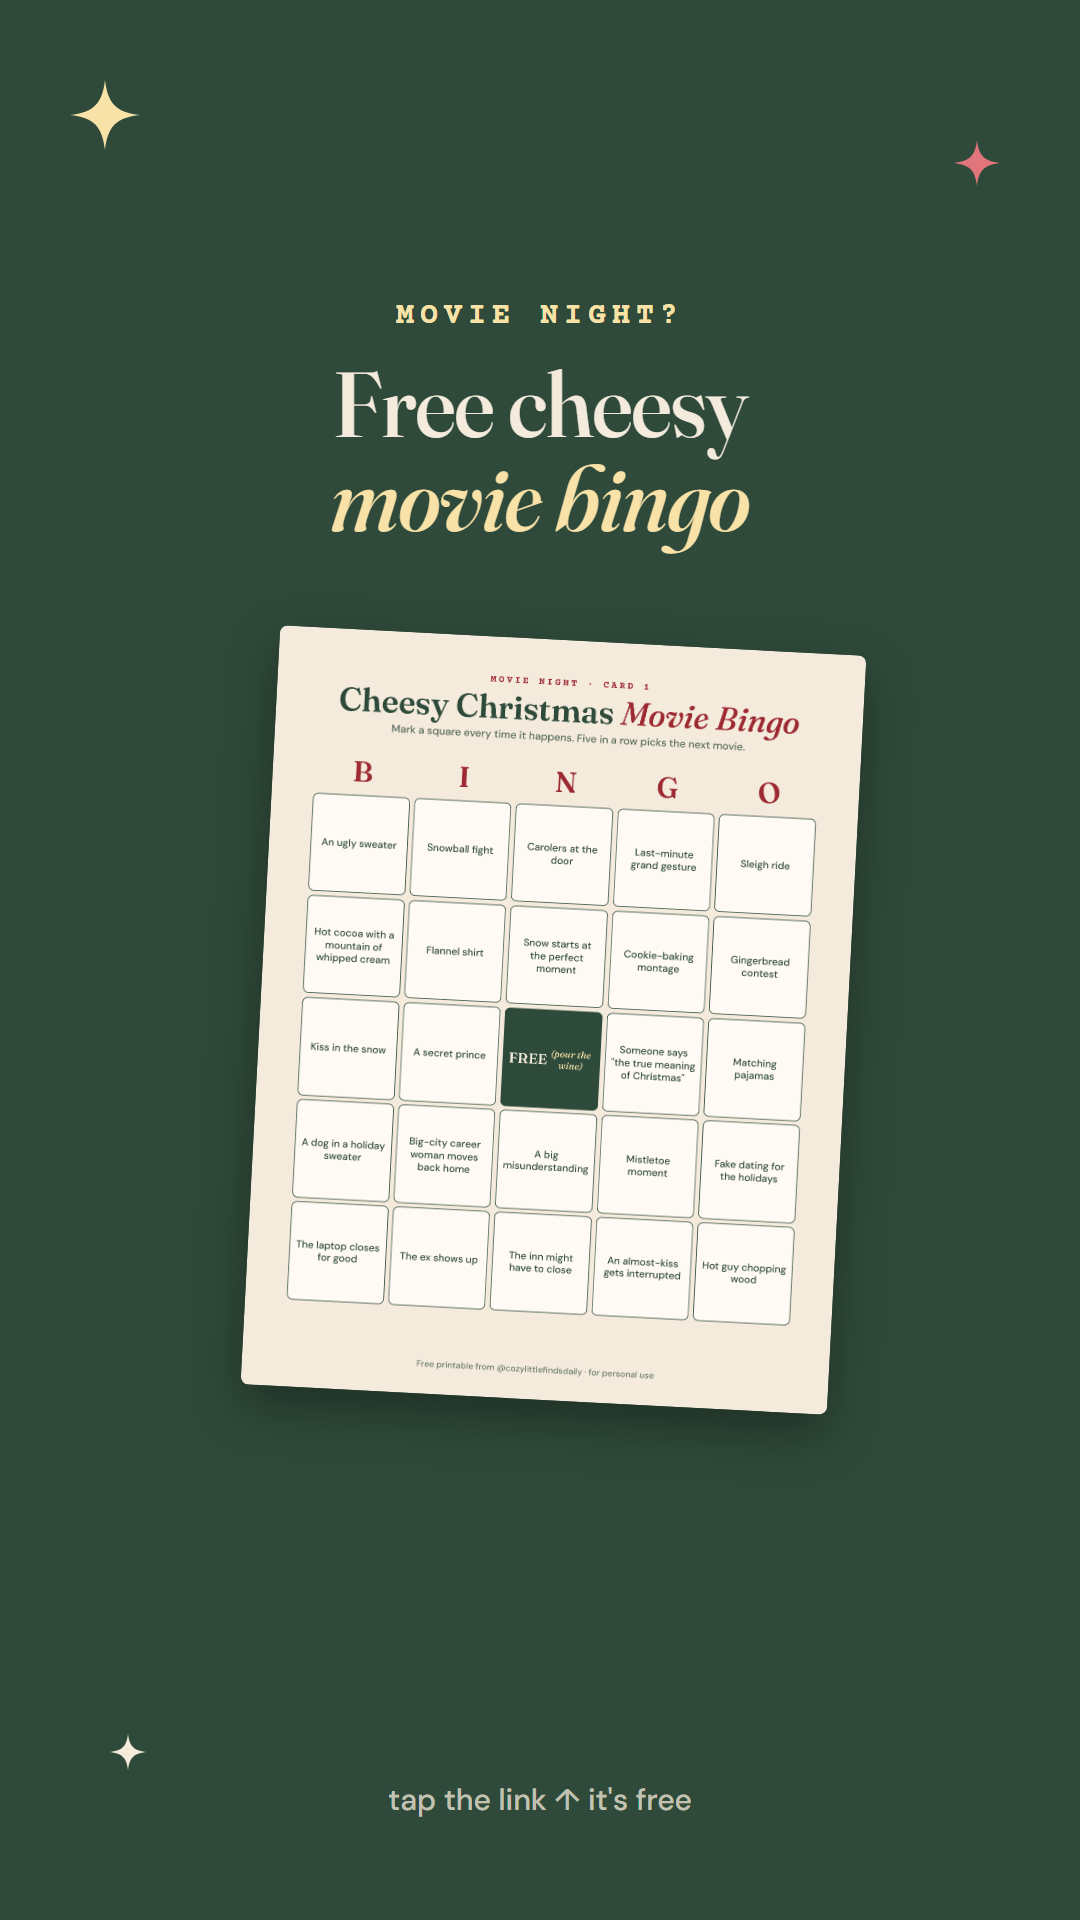 MOVIE NIGHT?
Free cheesy
movie bingo
MOVIE NIGHT · CARD 1
Cheesy Christmas Movie Bingo
Mark a square every time it happens. Five in a row picks the next movie.
B I N G O
An ugly sweater
Snowball fight
Carolers at the
door
Last-minute
grand gesture
Sleigh ride
Hot cocoa with a
mountain of
whipped cream
Flannel shirt
Snow starts at
the perfect
moment
Cookie-baking
montage
Gingerbread
contest
Kiss in the snow
A secret prince
FREE (pour the
wine)
Someone says
"the true meaning
of Christmas"
Matching
pajamas
A dog in a holiday
sweater
Big-city career
woman moves
back home
A big
misunderstanding
Mistletoe
moment
Fake dating for
the holidays
The laptop closes
for good
The ex shows up
The inn might
have to close
An almost-kiss
gets interrupted
Hot guy chopping
wood
Free printable from @cozylittlefindsdaily · for personal use
tap the link ↑ it's free